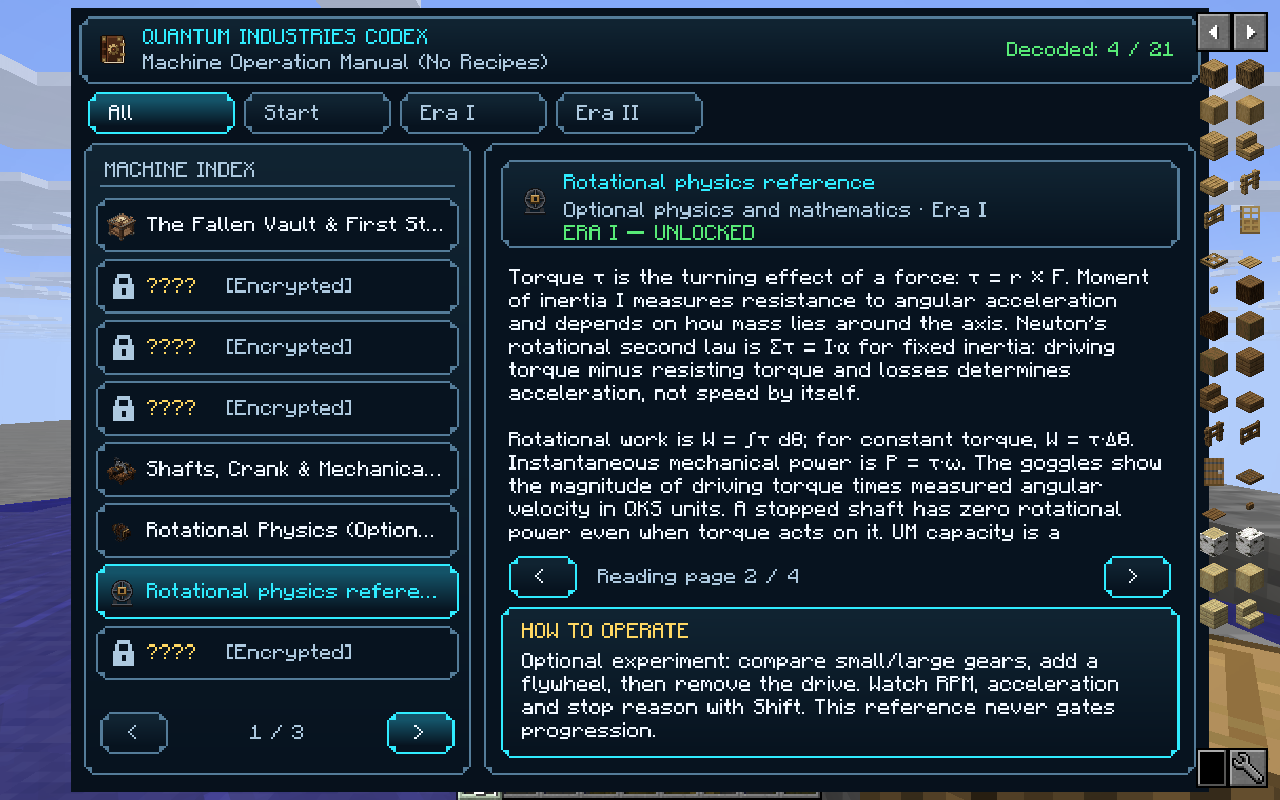 QUANTUM INDUSTRIES CODEX
Machine Operation Manual (No Recipes)
Decoded: 4 / 21
All
Start
Era I
Era II
MACHINE INDEX
The Fallen Vault & First St...
???? [Encrypted]
???? [Encrypted]
???? [Encrypted]
Shafts, Crank & Mechanica...
Rotational Physics (Option...
Rotational physics refere...
???? [Encrypted]
<
1 / 3
>
Rotational physics reference
Optional physics and mathematics · Era I
ERA I — UNLOCKED
Torque τ is the turning effect of a force: τ = r × F. Moment
of inertia I measures resistance to angular acceleration
and depends on how mass lies around the axis. Newton's
rotational second law is Στ = I·α for fixed inertia: driving
torque minus resisting torque and losses determines
acceleration, not speed by itself.
Rotational work is W = ∫τ dθ; for constant torque, W = τ·Δθ.
Instantaneous mechanical power is P = τ·ω. The goggles show
the magnitude of driving torque times measured angular
velocity in QKS units. A stopped shaft has zero rotational
power even when torque acts on it. UM capacity is a
<
Reading page 2 / 4
>
HOW TO OPERATE
Optional experiment: compare small/large gears, add a
flywheel, then remove the drive. Watch RPM, acceleration
and stop reason with Shift. This reference never gates
progression.